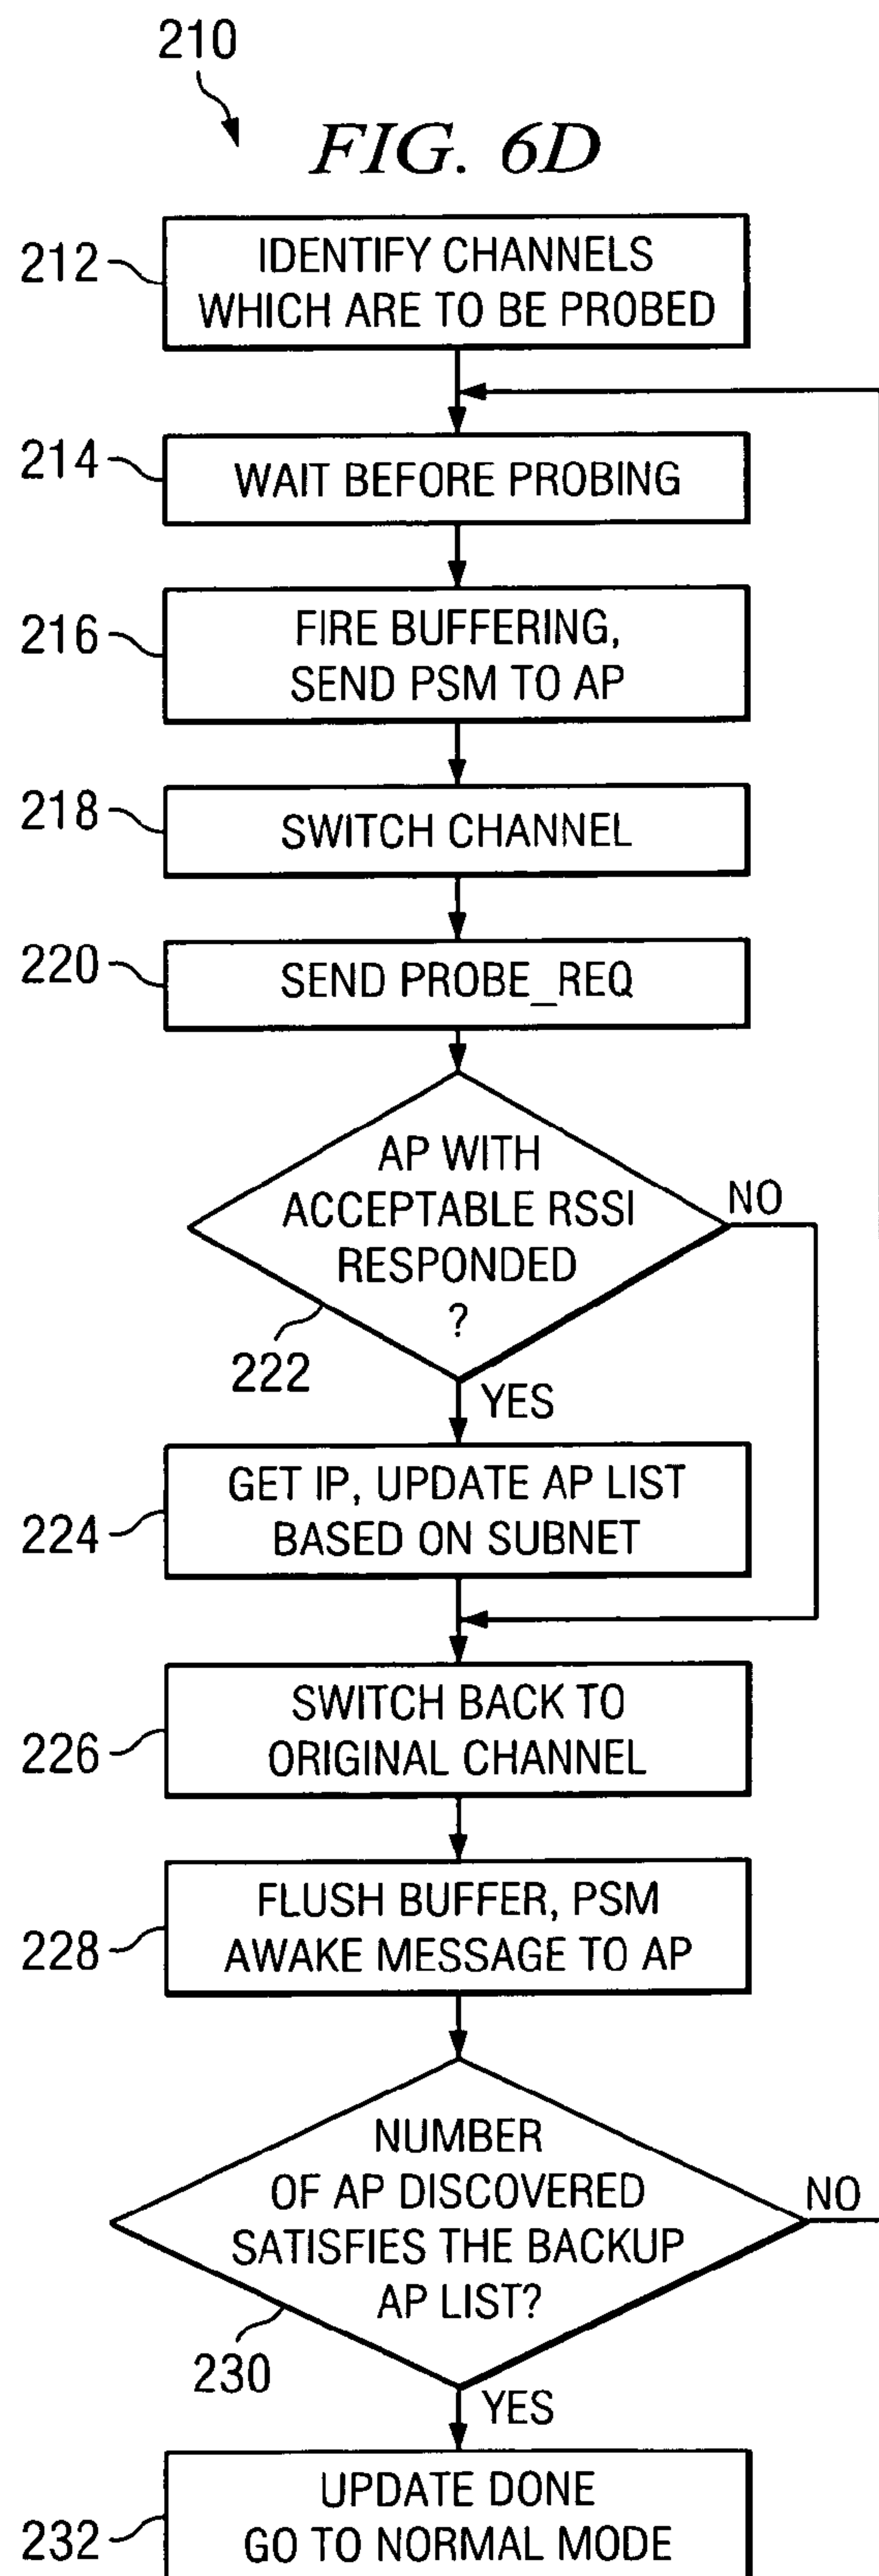 210
FIG. 6D
212
IDENTIFY CHANNELS
WHICH ARE TO BE PROBED
214
WAIT BEFORE PROBING
216
FIRE BUFFERING,
SEND PSM TO AP
218
SWITCH CHANNEL
220
SEND PROBE_REQ
AP WITH
ACCEPTABLE RSSI
RESPONDED
?
NO
222
YES
224
GET IP, UPDATE AP LIST
BASED ON SUBNET
226
SWITCH BACK TO
ORIGINAL CHANNEL
228
FLUSH BUFFER, PSM
AWAKE MESSAGE TO AP
NUMBER
OF AP DISCOVERED
SATISFIES THE BACKUP
AP LIST?
NO
230
YES
232
UPDATE DONE
GO TO NORMAL MODE